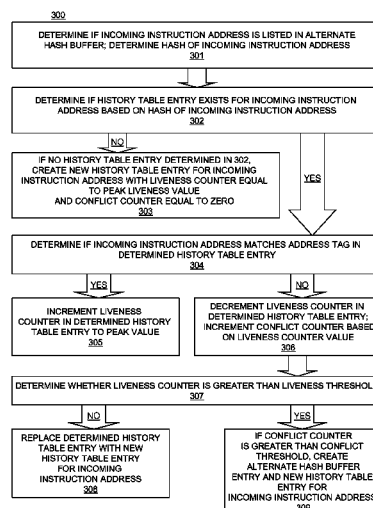 300
DETERMINE IF INCOMING INSTRUCTION ADDRESS IS LISTED IN ALTERNATE
HASH BUFFER; DETERMINE HASH OF INCOMING INSTRUCTION ADDRESS
301
DETERMINE IF HISTORY TABLE ENTRY EXISTS FOR INCOMING INSTRUCTION
ADDRESS BASED ON HASH OF INCOMING INSTRUCTION ADDRESS
302
NO
YES
IF NO HISTORY TABLE ENTRY DETERMINED IN 302,
CREATE NEW HISTORY TABLE ENTRY FOR INCOMING
INSTRUCTION ADDRESS WITH LIVENESS COUNTER EQUAL
TO PEAK LIVENESS VALUE
AND CONFLICT COUNTER EQUAL TO ZERO
303
DETERMINE IF INCOMING INSTRUCTION ADDRESS MATCHES ADDRESS TAG IN
DETERMINED HISTORY TABLE ENTRY
304
YES
NO
INCREMENT LIVENESS
COUNTER IN DETERMINED HISTORY
TABLE ENTRY TO PEAK VALUE
305
DECREMENT LIVENESS COUNTER IN
DETERMINED HISTORY TABLE ENTRY;
INCREMENT CONFLICT COUNTER BASED
ON LIVENESS COUNTER VALUE
306
DETERMINE WHETHER LIVENESS COUNTER IS GREATER THAN LIVENESS THRESHOLD
307
NO
YES
REPLACE DETERMINED HISTORY
TABLE ENTRY WITH NEW
HISTORY TABLE ENTRY
FOR INCOMING
INSTRUCTION ADDRESS
308
IF CONFLICT COUNTER
IS GREATER THAN CONFLICT
THRESHOLD, CREATE
ALTERNATE HASH BUFFER
ENTRY AND NEW HISTORY TABLE
ENTRY FOR
INCOMING INSTRUCTION ADDRESS
309